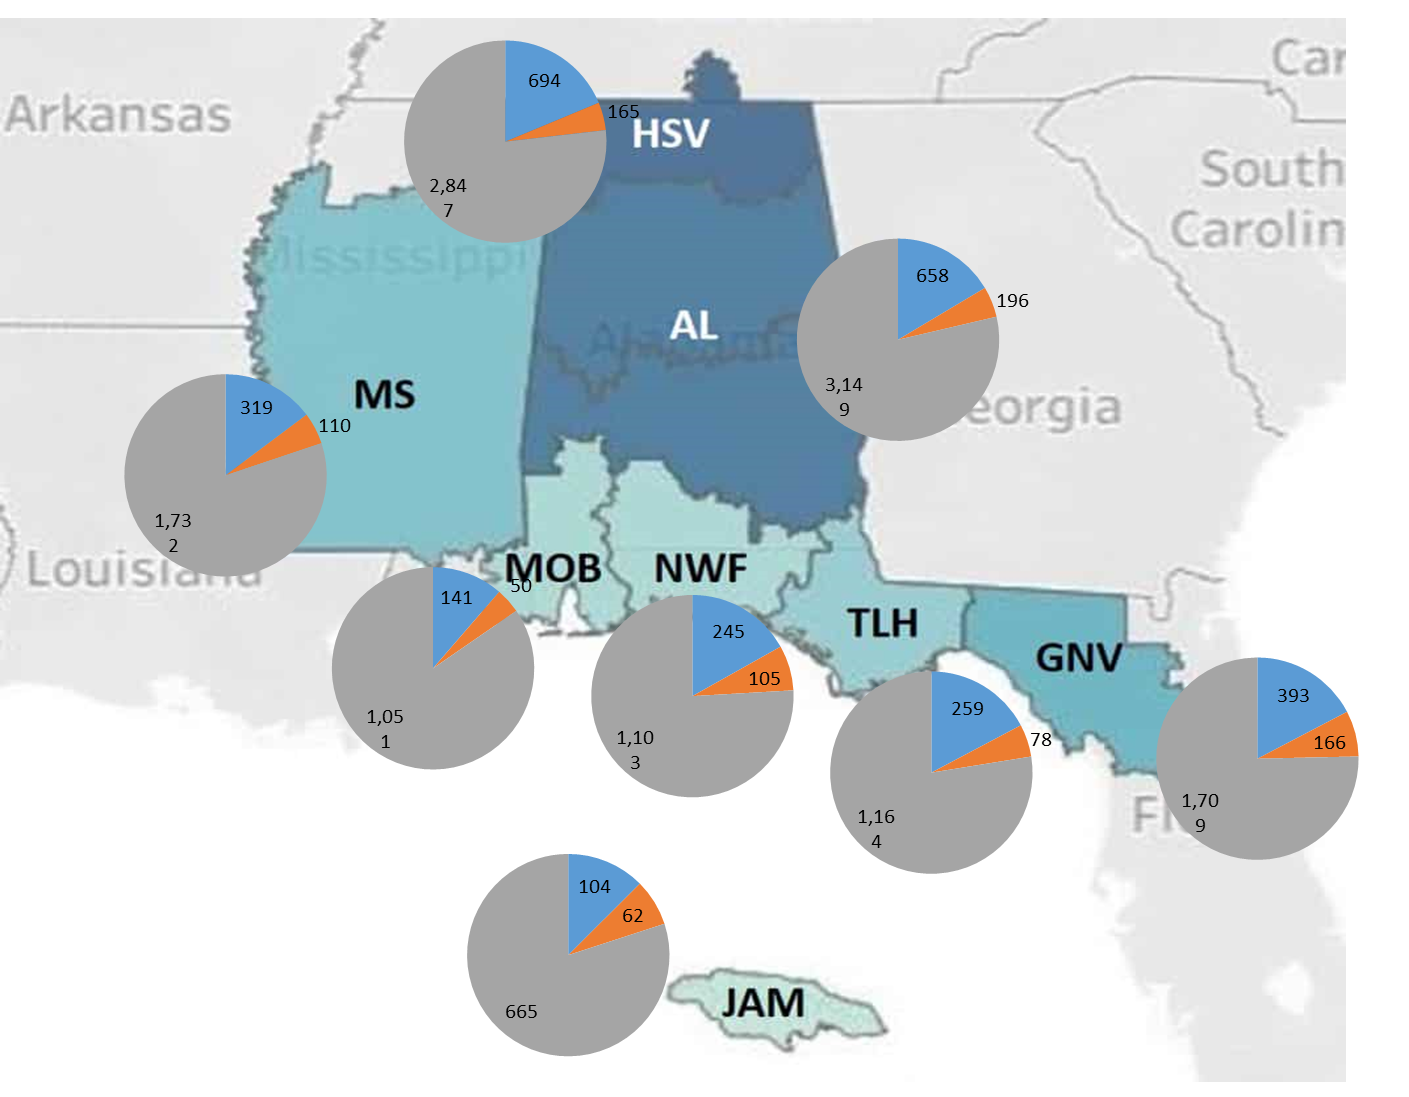 Car
Arkansas
694
165
HSV
South
Carolin
2,84
7
Mississippi
658
196
AL
Alabama
MS
3,14
9
eorgia
319
110
1,73
2
Louisiana
MOB
NWF
50
141
TLH
245
GNV
105
259
393
1,05
1
1,10
3
78
166
1,16
4
1,70
9
Fl
104
62
665
JAM